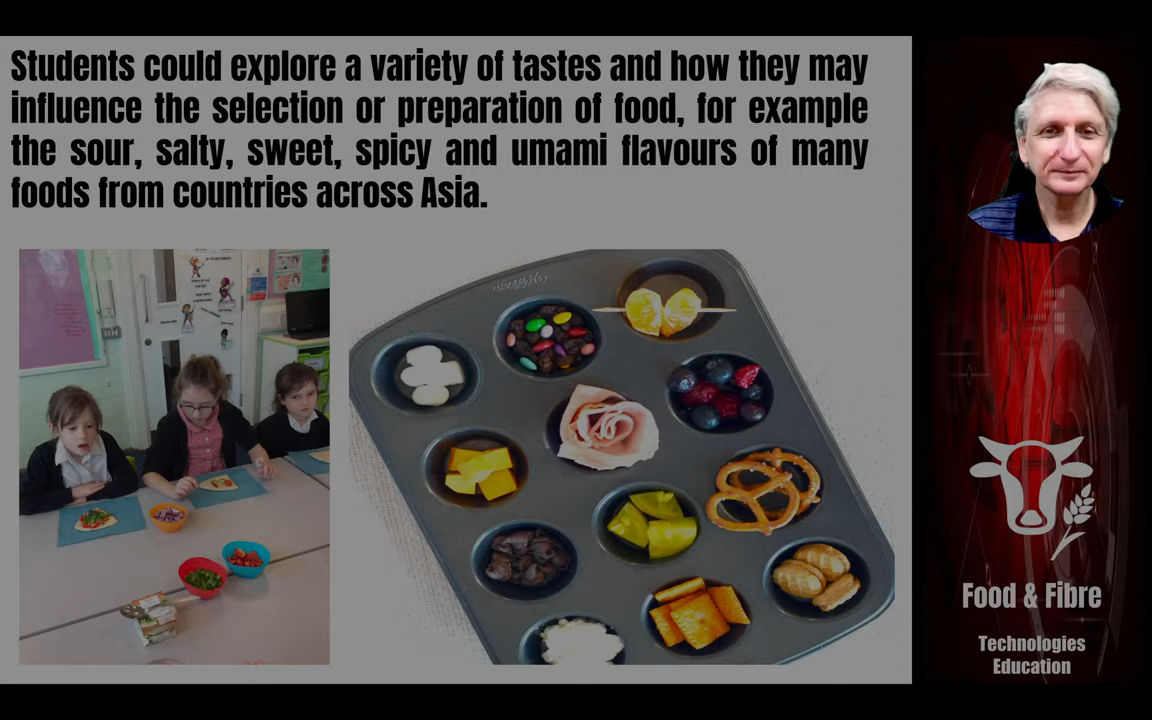 Students could explore a variety of tastes and how they may
influence the selection or preparation of food, for example
the sour, salty, sweet, spicy and umami flavours of many
foods from countries across Asia.
Food & Fibre
Technologies
Education